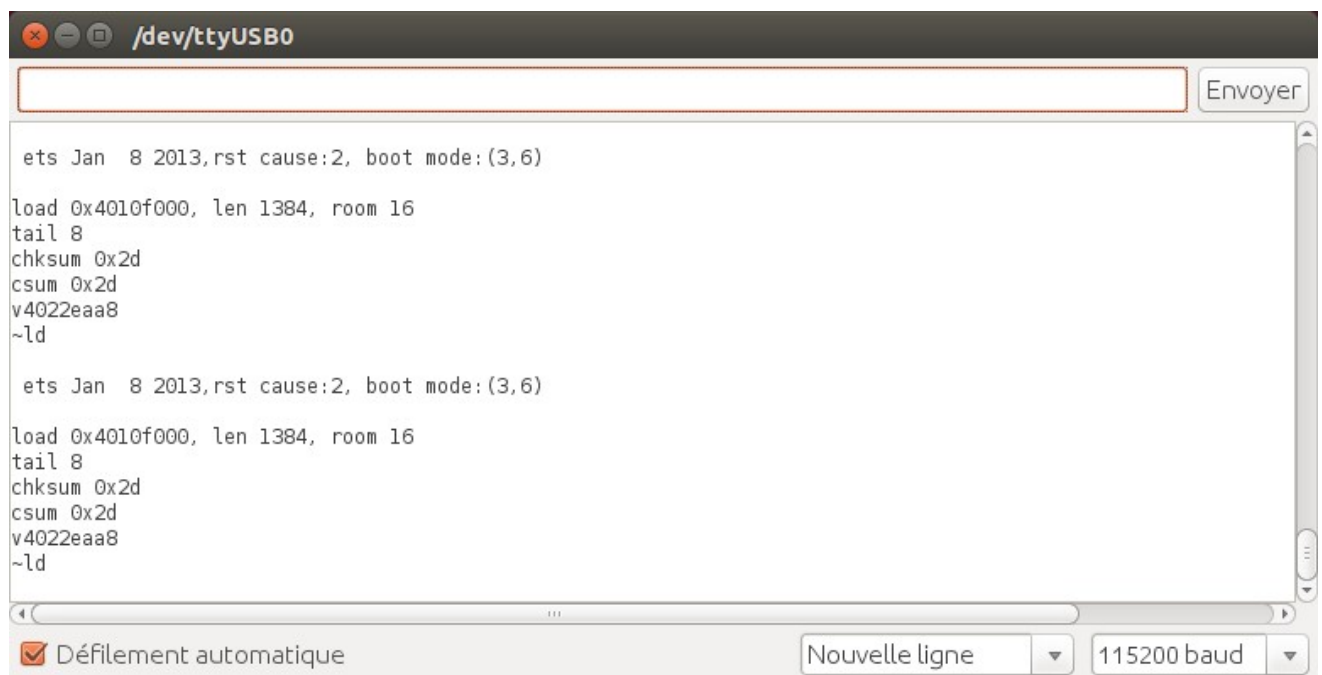 /dev/ttyUSB0
Envoyer
ets Jan  8 2013,rst cause:2, boot mode:(3,6)
load 0x4010f000, len 1384, room 16
tail 8
chksum 0x2d
csum 0x2d
v4022eaa8
~ld
ets Jan  8 2013,rst cause:2, boot mode:(3,6)
load 0x4010f000, len 1384, room 16
tail 8
chksum 0x2d
csum 0x2d
v4022eaa8
~ld
Défilement automatique
Nouvelle ligne
115200 baud